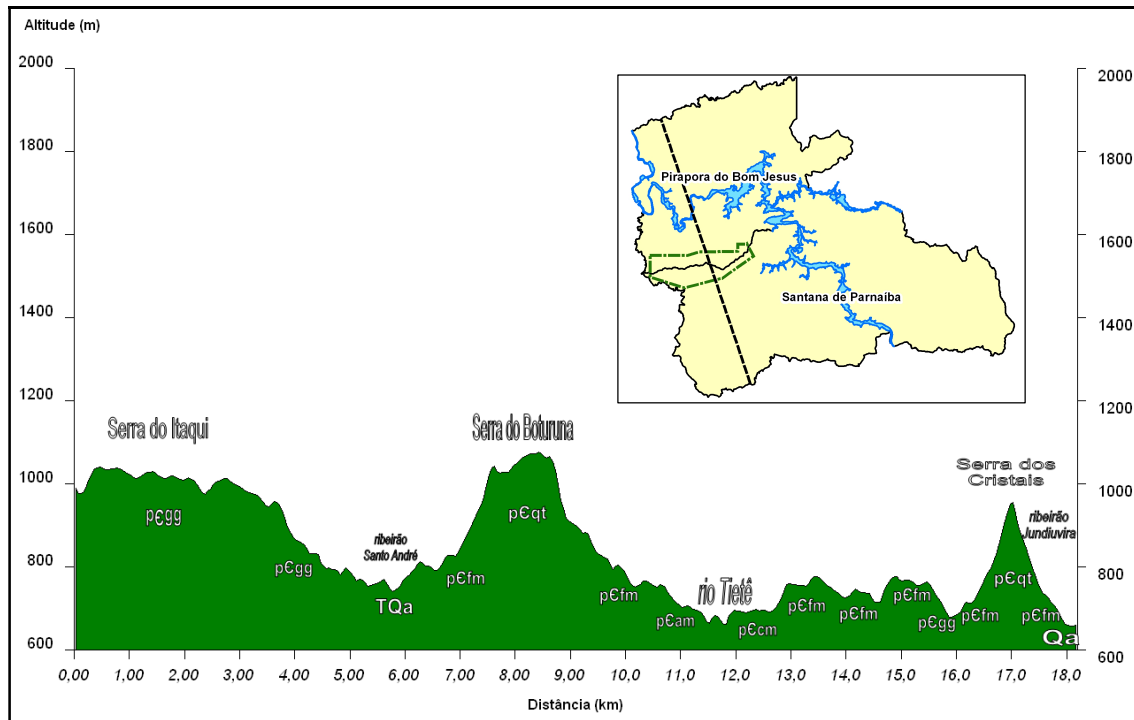 Altitude (m)
2000
1800
1600
1400
1200
1000
800
600
2000
1800
1600
1400
1200
1000
800
600
Pirapora do Bom Jesus
Santana de Parnaíba
Serra do Itaqui
Serra do Boturuna
Serra dos
Cristais
ribeirão
Jundiuvira
ribeirão
Santo André
rio Tietê
pЄgg
pЄgg
TQa
pЄfm
pЄqt
pЄfm
pЄam
pЄcm
pЄfm
pЄfm
pЄfm
pЄgg
pЄfm
pЄqt
pЄfm
Qa
0,00 1,00 2,00 3,00 4,00 5,00 6,00 7,00 8,00 9,00 10,0 11,0 12,0 13,0 14,0 15,0 16,0 17,0 18,0
Distância (km)